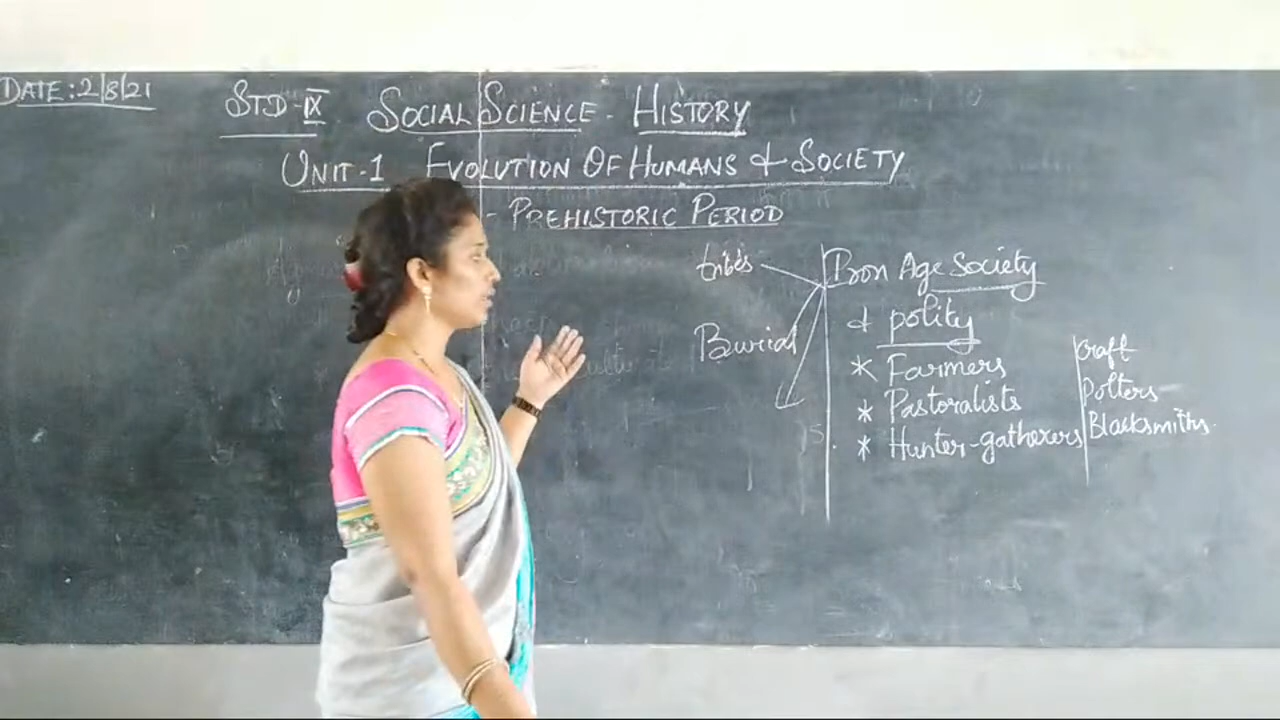 DATE: 2/8/21
STD-IX SOCIAL SCIENCE - HISTORY
UNIT-1 EVOLUTION OF HUMANS & SOCIETY
- PREHISTORIC PERIOD
tribes
Burial
Iron Age Society
& polity
* Farmers
* Pastoralists
* Hunter-gatherers
Craft
Potters
Blacksmiths.